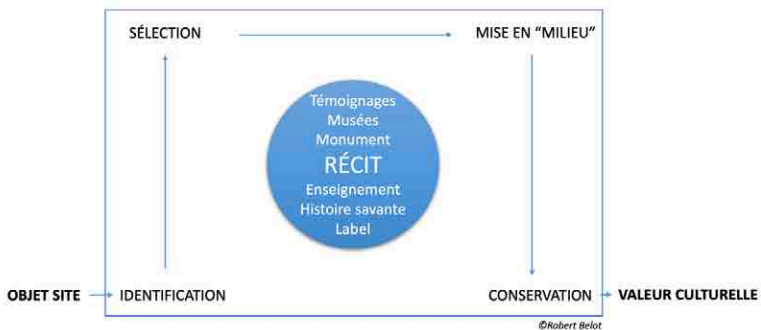 SÉLECTION
MISE EN "MILIEU"
Témoignages
Musées
Monument
RÉCIT
Enseignement
Histoire savante
Label
OBJET SITE
IDENTIFICATION
CONSERVATION
VALEUR CULTURELLE
©Robert Belot